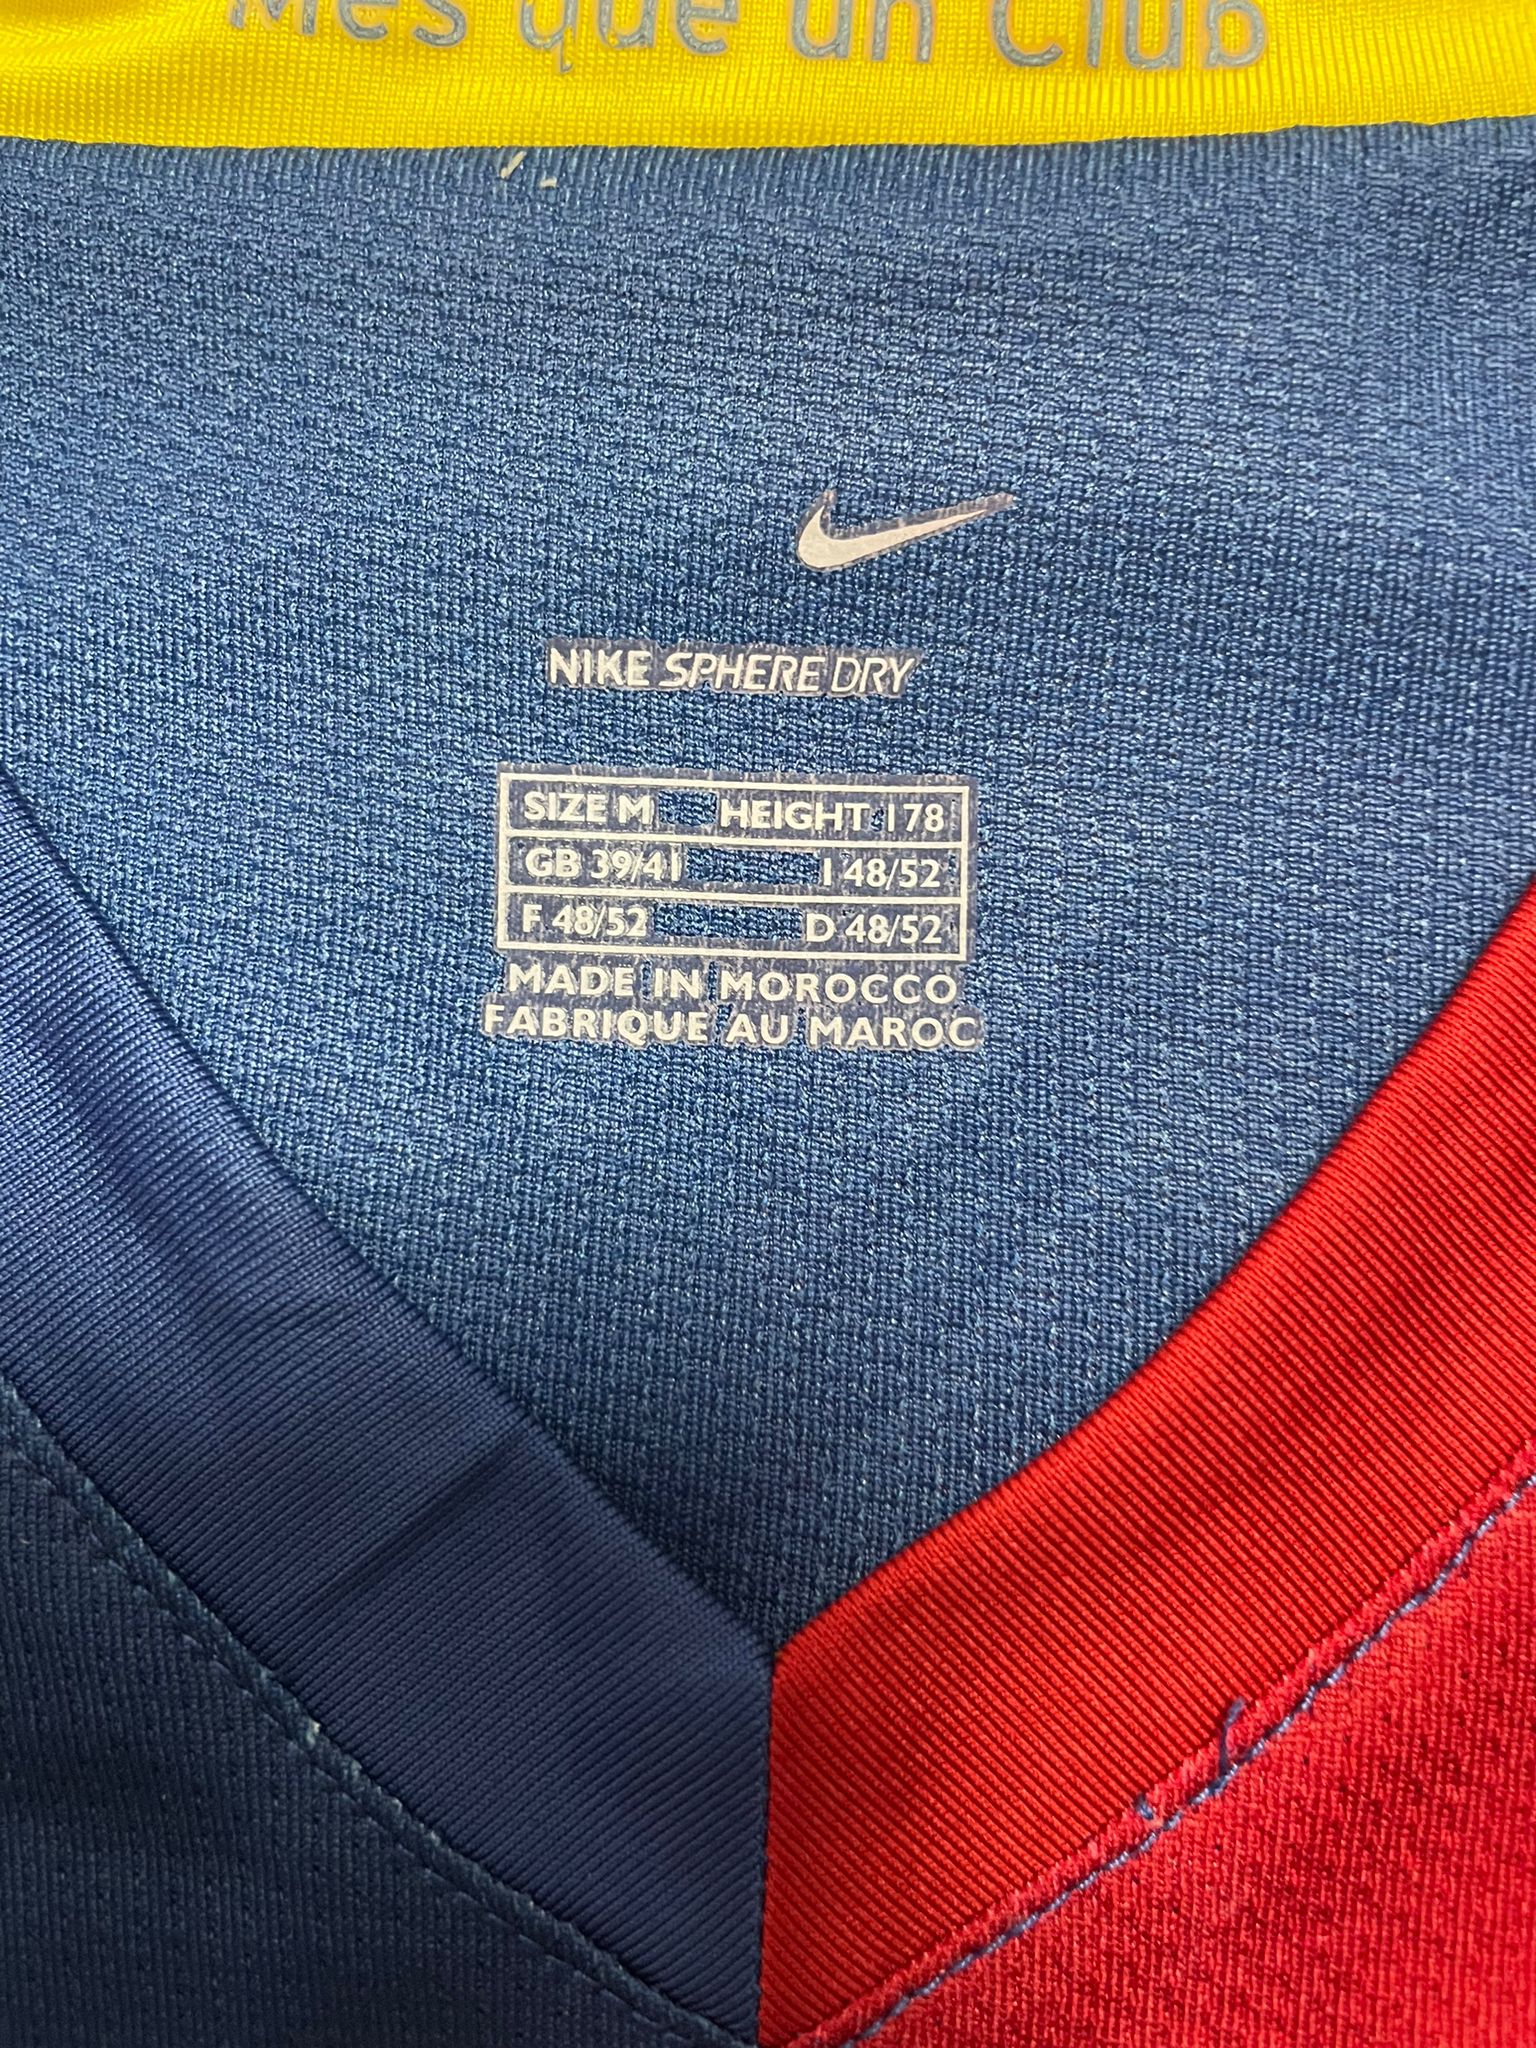 Més que un Club
NIKE SPHERE DRY
SIZE M HEIGHT 178
GB 39/41 I 48/52
F 48/52 D 48/52
MADE IN MOROCCO
FABRIQUE AU MAROC